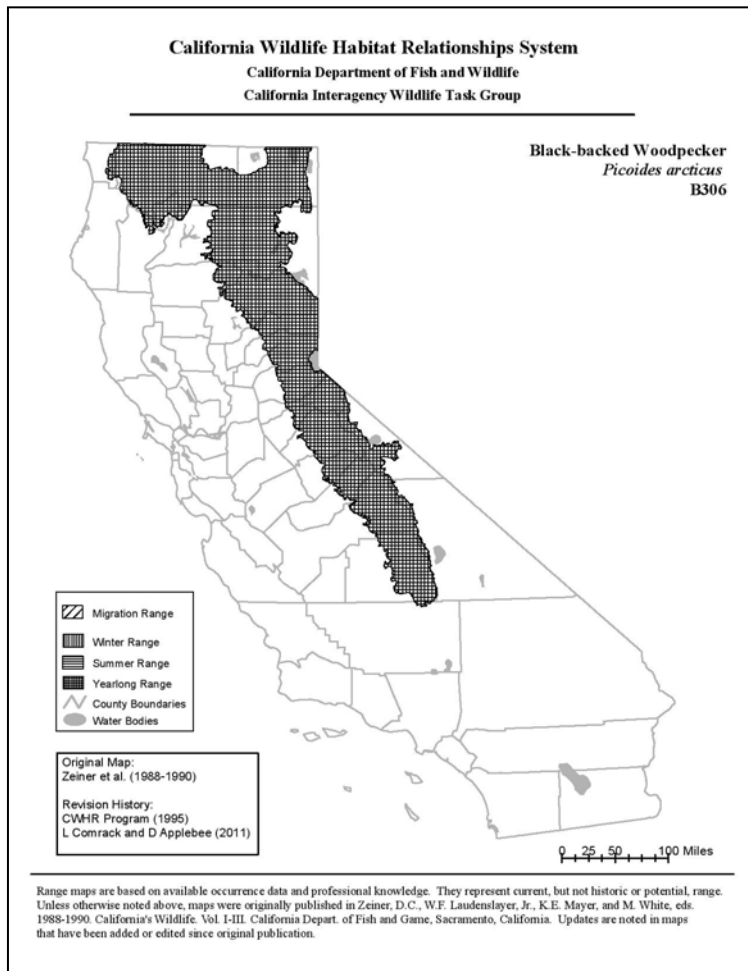 California Wildlife Habitat Relationships System
California Department of Fish and Wildlife
California Interagency Wildlife Task Group
Black-backed Woodpecker
Picoides arcticus
B306
Migration Range
Winter Range
Summer Range
Yearlong Range
County Boundaries
Water Bodies
Original Map:
Zeiner et al. (1988-1990)
Revision History:
CWHR Program (1995)
L Comrack and D Applebee (2011)
0 25 50 100 Miles
Range maps are based on available occurrence data and professional knowledge. They represent current, but not historic or potential, range.
Unless otherwise noted above, maps were originally published in Zeiner, D.C., W.F. Laudenslayer, Jr., K.E. Mayer, and M. White, eds.
1988-1990. California's Wildlife. Vol. I-III. California Depart. of Fish and Game, Sacramento, California. Updates are noted in maps
that have been added or edited since original publication.